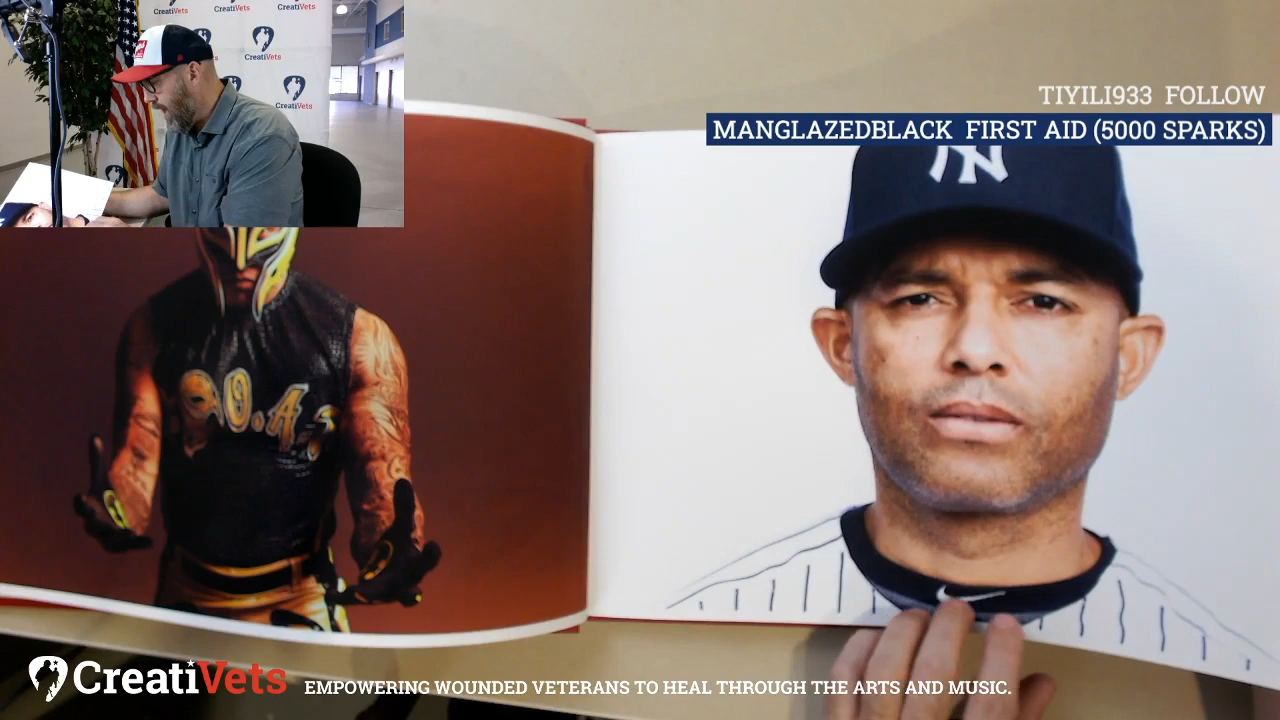 CreatiVets
CreatiVets
CreatiVets
CreatiVets
CreatiVets
TIYILI933 FOLLOW
MANGLAZEDBLACK FIRST AID (5000 SPARKS)
NY
CreatiVets
EMPOWERING WOUNDED VETERANS TO HEAL THROUGH THE ARTS AND MUSIC.